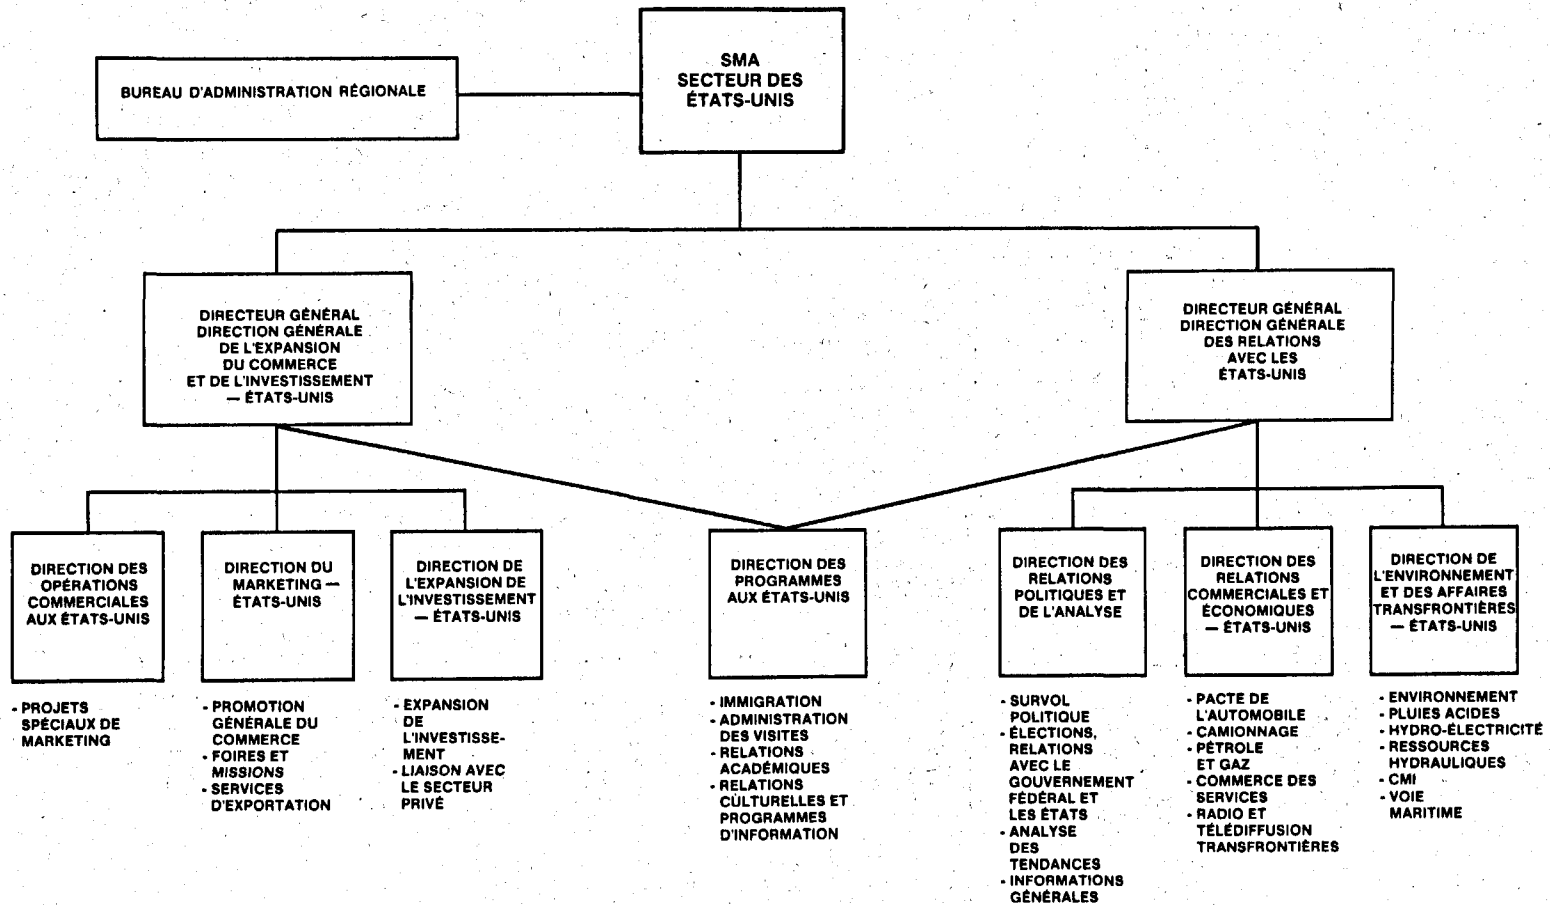 SMA
SECTEUR DES
ÉTATS-UNIS
BUREAU D'ADMINISTRATION RÉGIONALE
DIRECTEUR GÉNÉRAL
DIRECTION GÉNÉRALE
DE L'EXPANSION
DU COMMERCE
ET DE L'INVESTISSEMENT
— ÉTATS-UNIS
DIRECTEUR GÉNÉRAL
DIRECTION GÉNÉRALE
DES RELATIONS
AVEC LES
ÉTATS-UNIS
DIRECTION DES
OPÉRATIONS
COMMERCIALES
AUX ÉTATS-UNIS
- PROJETS
SPÉCIAUX DE
MARKETING
DIRECTION DU
MARKETING —
ÉTATS-UNIS
- PROMOTION
GÉNÉRALE DU
COMMERCE
- FOIRES ET
MISSIONS
- SERVICES
D'EXPORTATION
DIRECTION DE
L'EXPANSION DE
L'INVESTISSEMENT
— ÉTATS-UNIS
- EXPANSION
DE
L'INVESTISSE-
MENT
- LIAISON AVEC
LE SECTEUR
PRIVÉ
DIRECTION DES
PROGRAMMES
AUX ÉTATS-UNIS
- IMMIGRATION
- ADMINISTRATION
DES VISITES
- RELATIONS
ACADÉMIQUES
- RELATIONS
CULTURELLES ET
PROGRAMMES
D'INFORMATION
DIRECTION DES
RELATIONS
POLITIQUES ET
DE L'ANALYSE
- SURVOL
POLITIQUE
- ÉLECTIONS,
RELATIONS
AVEC LE
GOUVERNEMENT
FÉDÉRAL ET
LES ÉTATS
- ANALYSE
DES
TENDANCES
- INFORMATIONS
GÉNÉRALES
DIRECTION DES
RELATIONS
COMMERCIALES ET
ÉCONOMIQUES
— ÉTATS-UNIS
- PACTE DE
L'AUTOMOBILE
- CAMIONNAGE
- PÉTROLE
ET GAZ
- COMMERCE DES
SERVICES
- RADIO ET
TÉLÉDIFFUSION
TRANSFRONTIÈRES
DIRECTION DE
L'ENVIRONNEMENT
ET DES AFFAIRES
TRANSFRONTIÈRES
— ÉTATS-UNIS
- ENVIRONNEMENT
- PLUIES ACIDES
- HYDRO-ÉLECTRICITÉ
- RESSOURCES
HYDRAULIQUES
- CMI
- VOIE
MARITIME